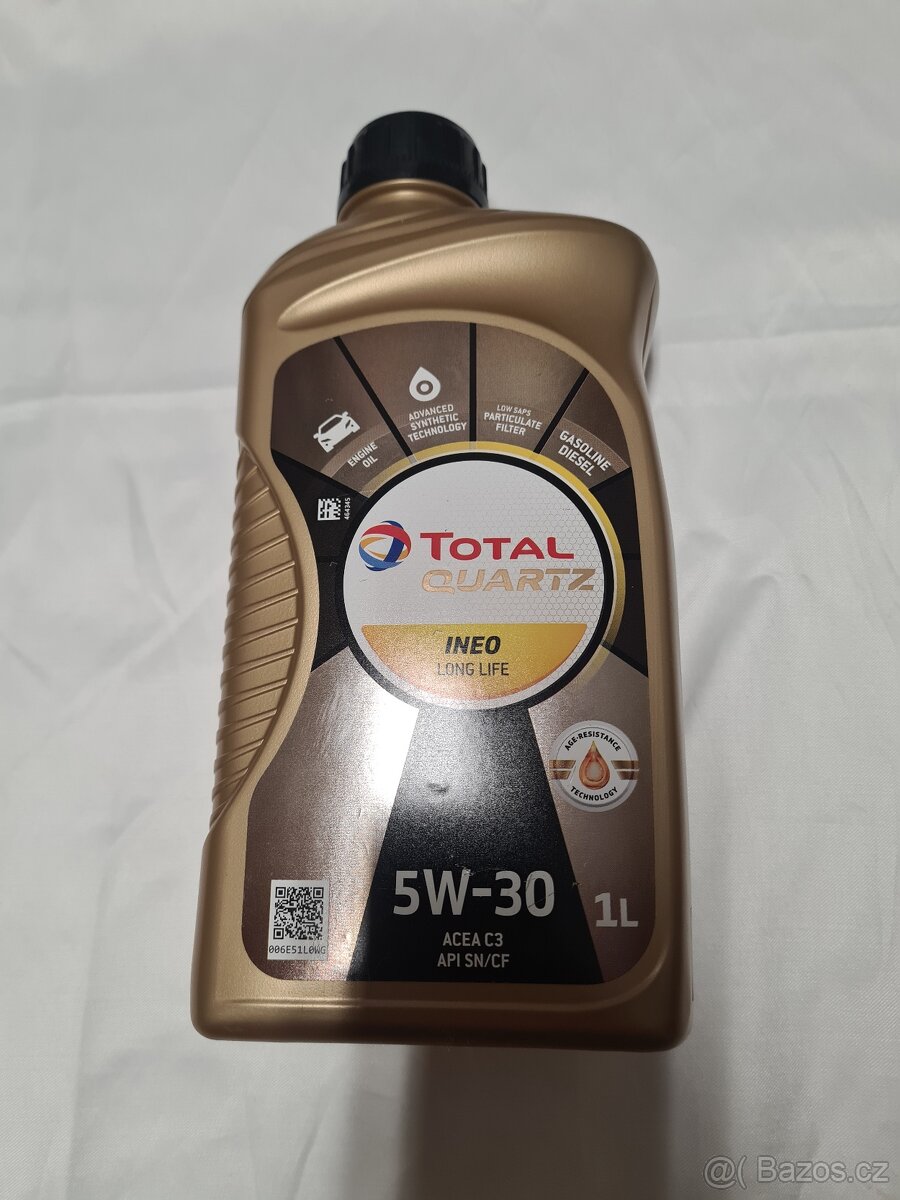 ENGINE
OIL
ADVANCED
SYNTHETIC
TECHNOLOGY
LOW SAPS
PARTICULATE
FILTER
GASOLINE
DIESEL
464345
TOTAL
QUARTZ
INEO
LONG LIFE
AGE-RESISTANCE
TECHNOLOGY
5W-30
1L
ACEA C3
API SN/CF
006E51L0WG
@( Bazos.cz